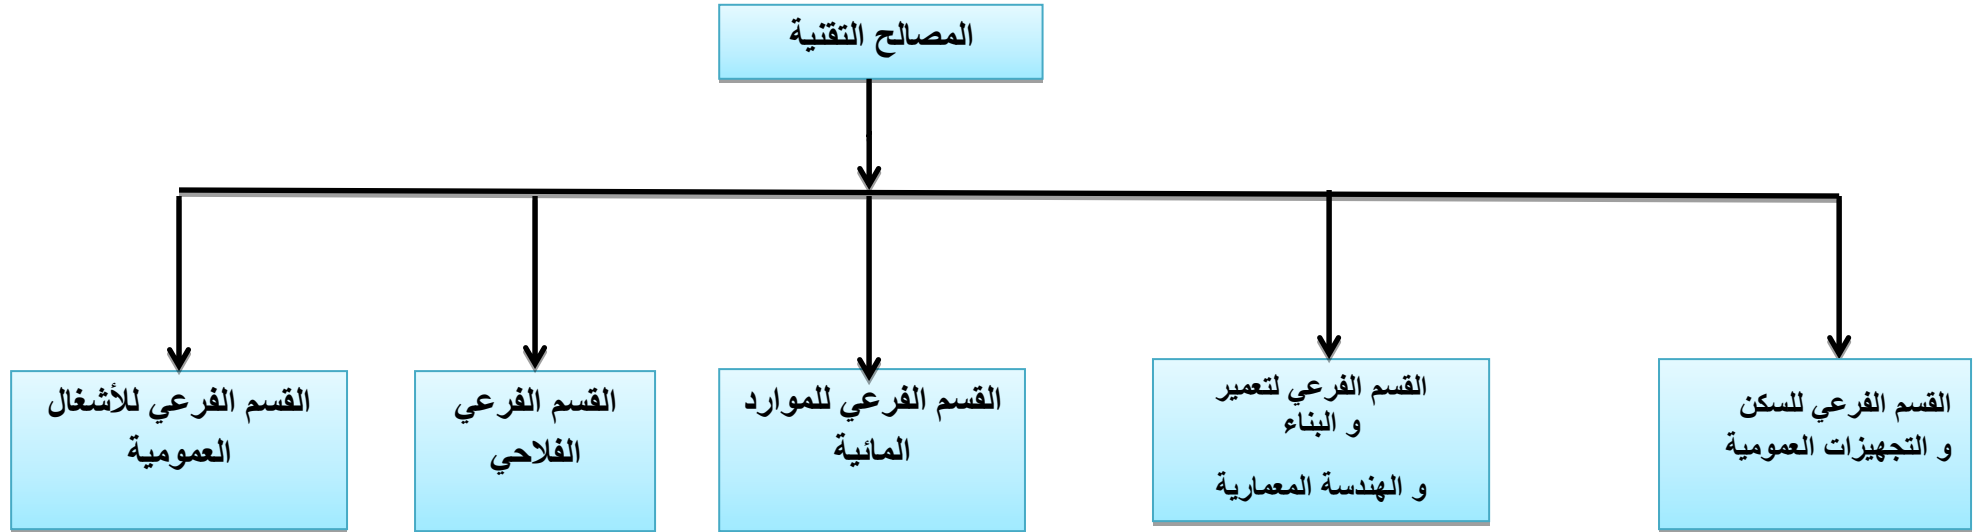 المصالح التقنية
القسم الفرعي للسكن
و التجهيزات العمومية
القسم الفرعي لتعمير
و البناء
و الهندسة المعمارية
القسم الفرعي للموارد
المائية
القسم الفرعي
الفلاحي
القسم الفرعي للأشغال
العمومية